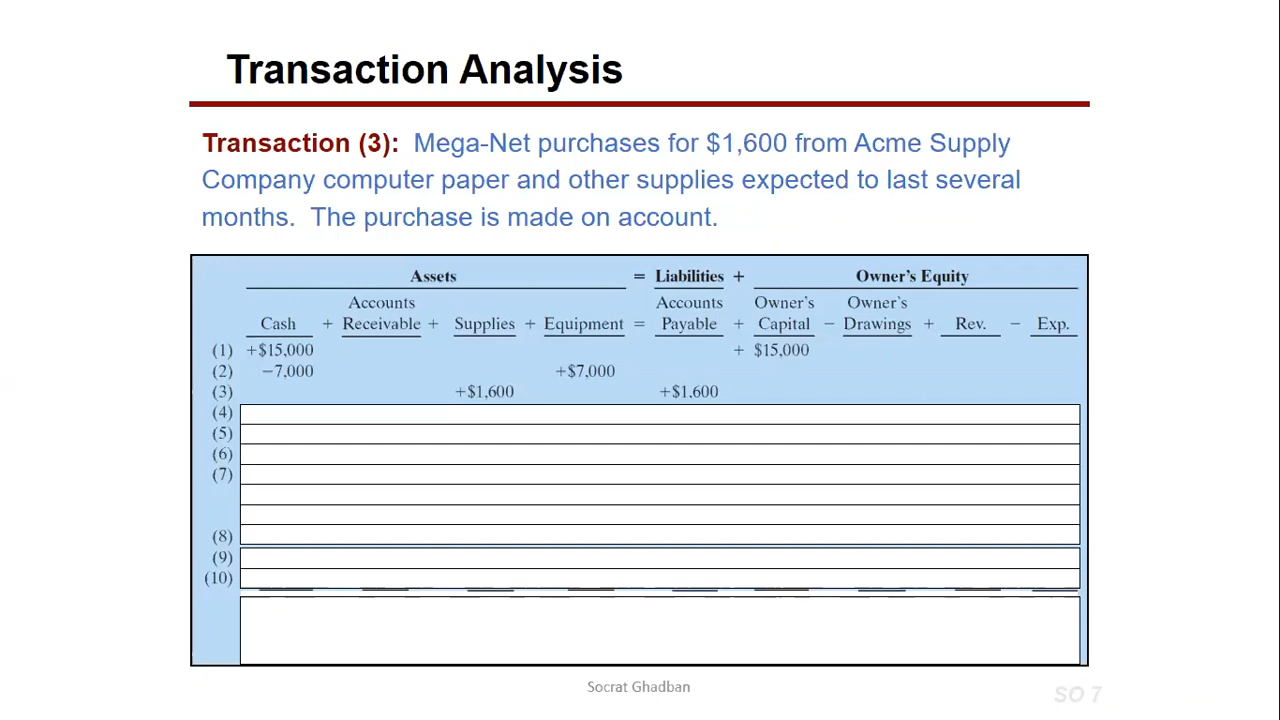 Transaction Analysis
Transaction (3): Mega-Net purchases for $1,600 from Acme Supply
Company computer paper and other supplies expected to last several
months. The purchase is made on account.
Assets = Liabilities + Owner's Equity
Accounts Accounts Owner's Owner's
Cash + Receivable + Supplies + Equipment = Payable + Capital − Drawings + Rev. − Exp.
(1) +$15,000 + $15,000
(2) −7,000 +$7,000
(3) +$1,600 +$1,600
(4)
(5)
(6)
(7)
(8)
(9)
(10)
Socrat Ghadban
SO 7